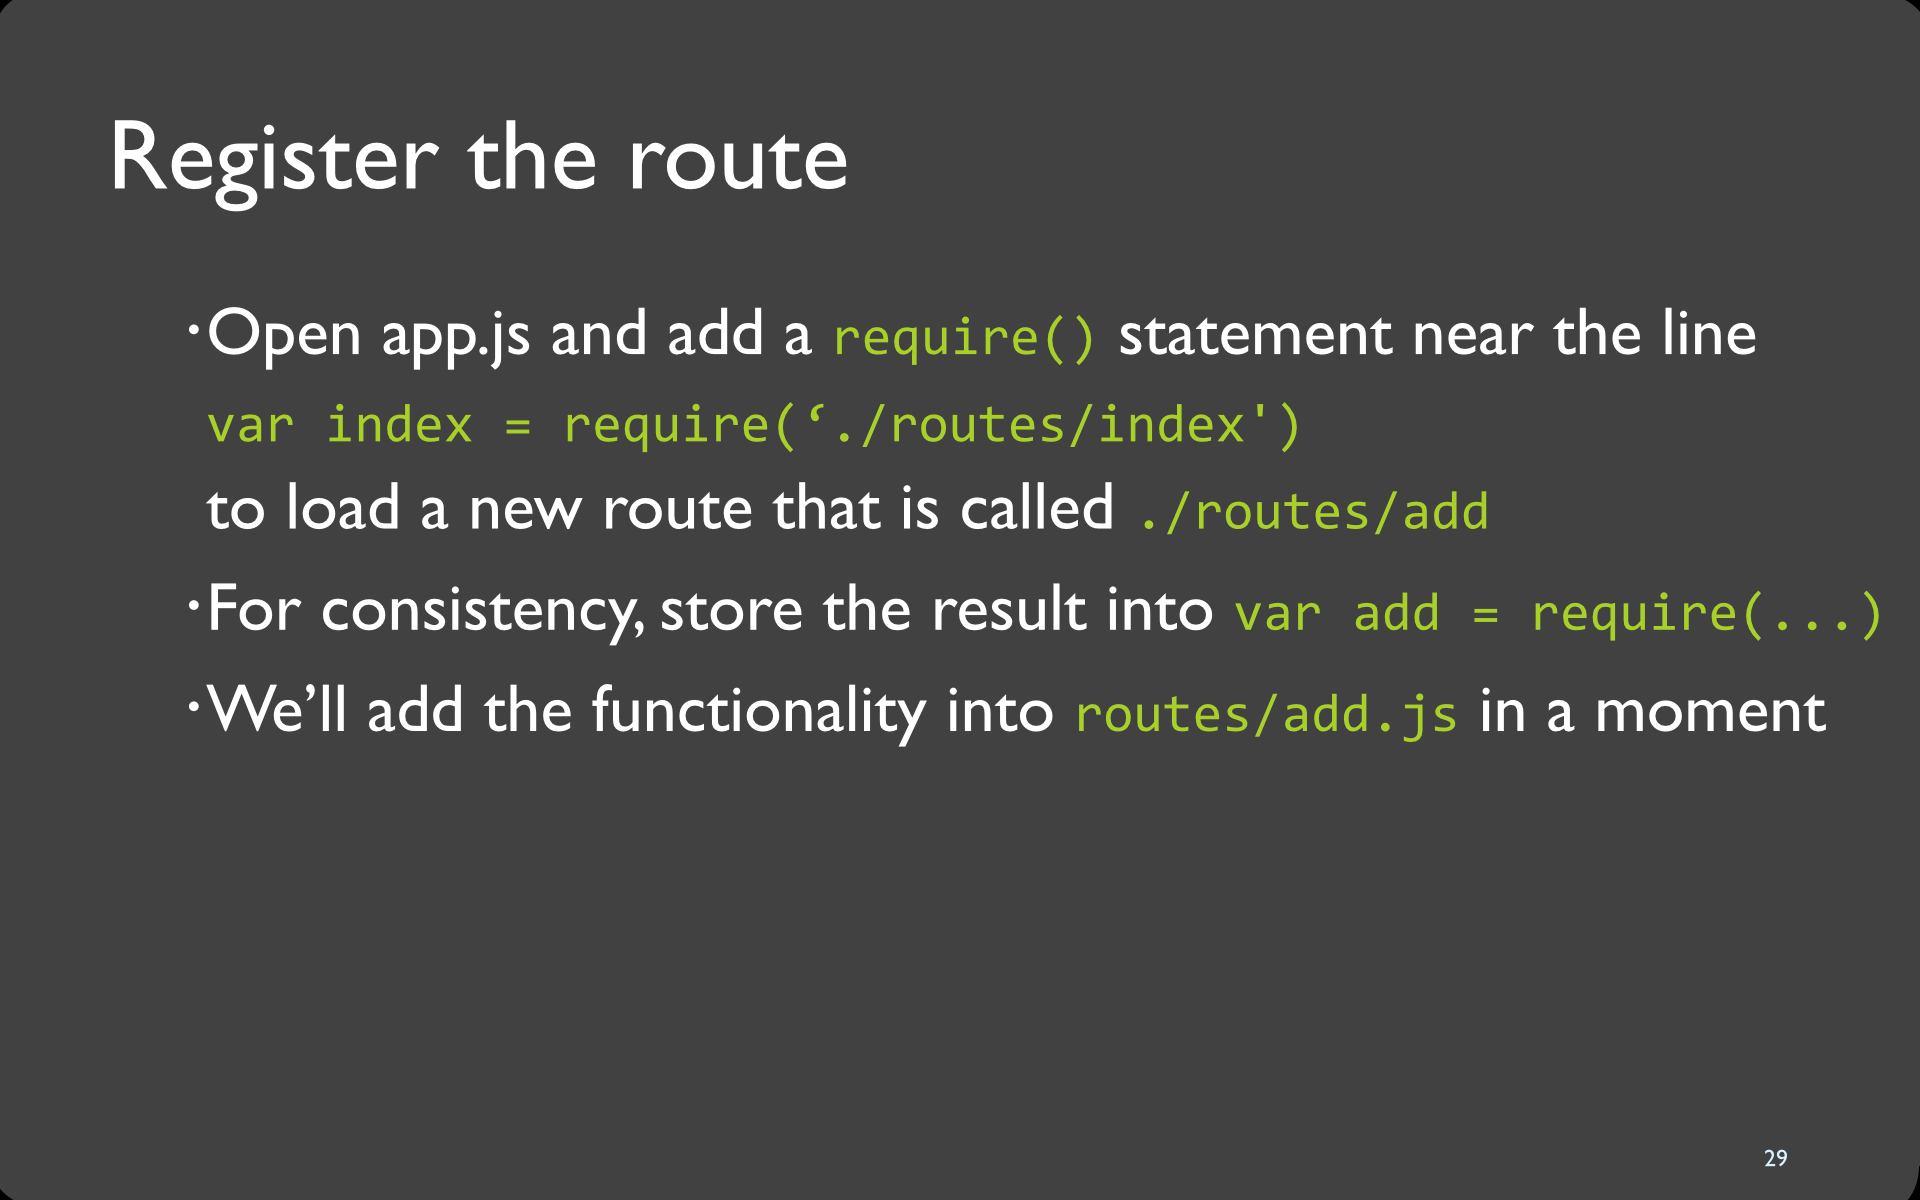 Register the route
•Open app.js and add a require() statement near the line
var index = require(‘./routes/index')
to load a new route that is called ./routes/add
•For consistency, store the result into var add = require(...)
•We’ll add the functionality into routes/add.js in a moment
29